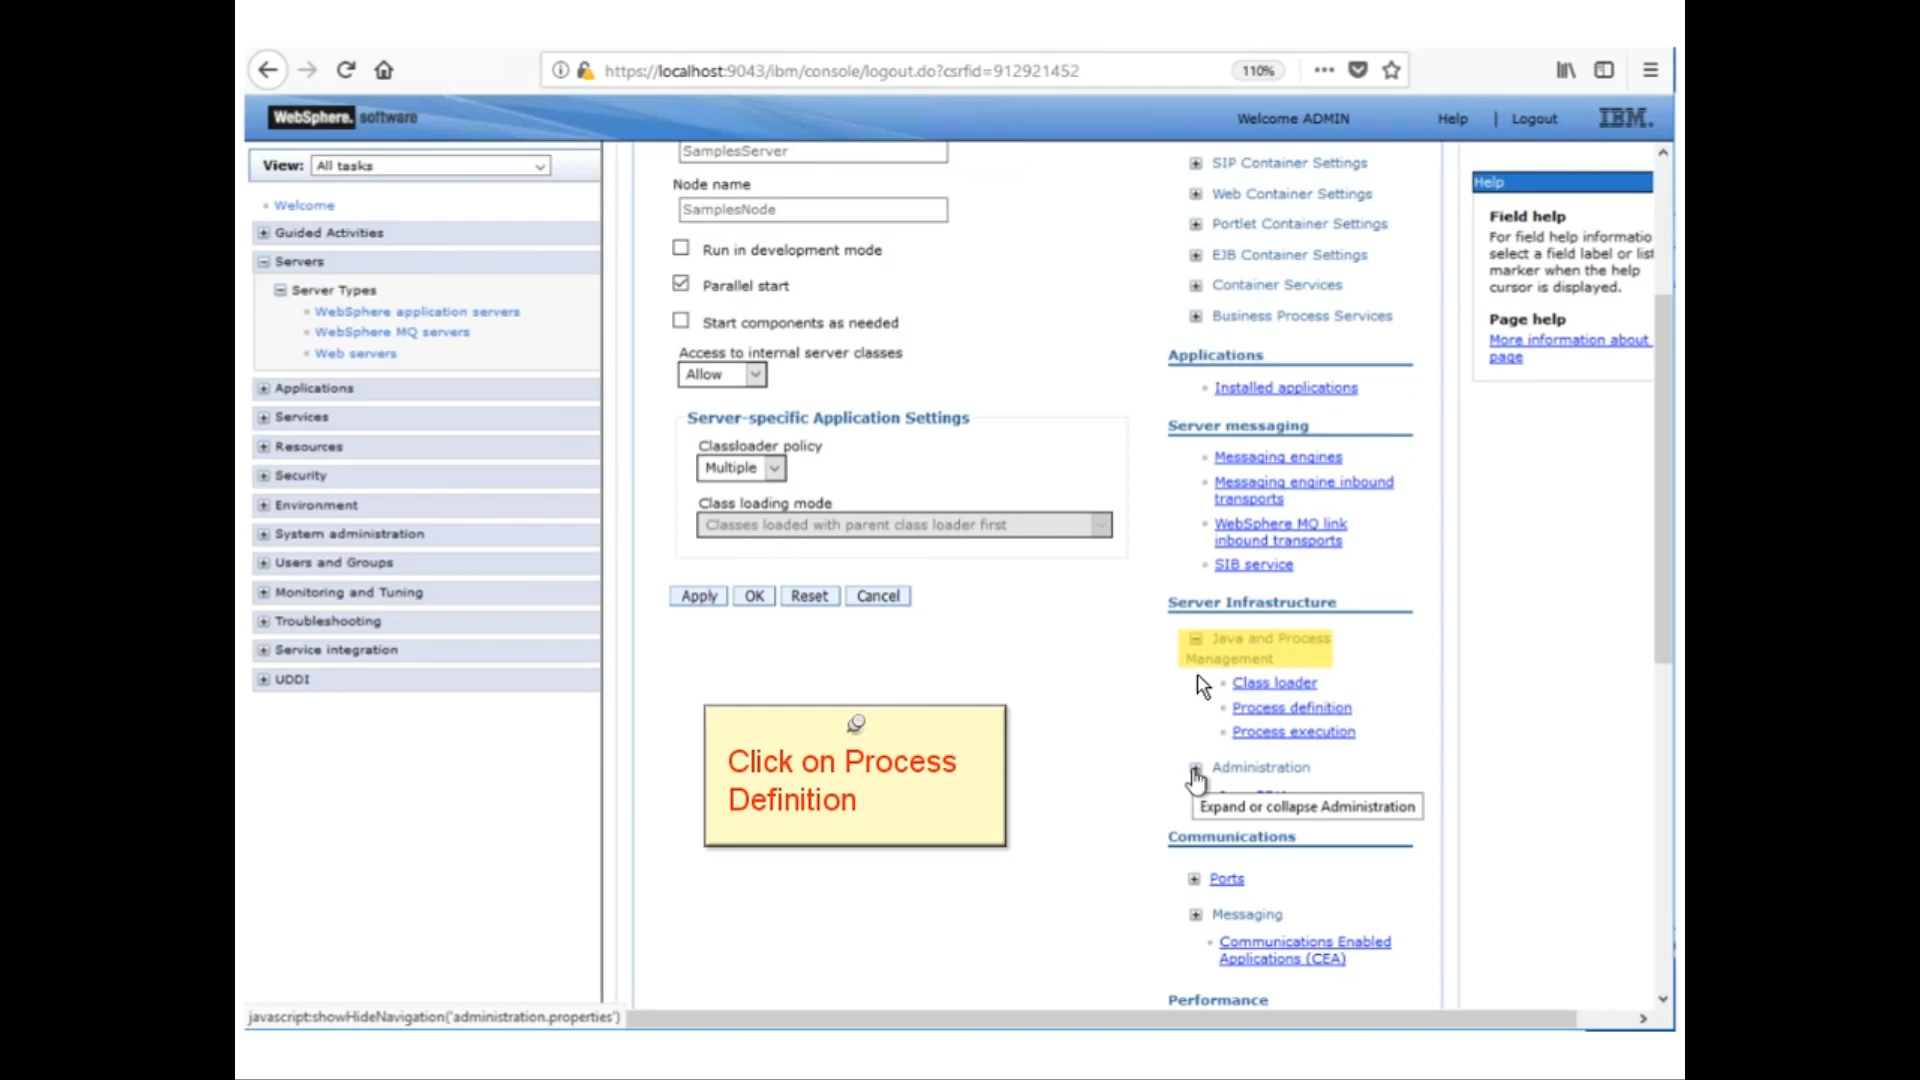 https://localhost:9043/ibm/console/logout.do?csrfid=912921452
110%
WebSphere. software
Welcome ADMIN
Help | Logout
IBM.
View: All tasks
Welcome
Guided Activities
Servers
Server Types
WebSphere application servers
WebSphere MQ servers
Web servers
Applications
Services
Resources
Security
Environment
System administration
Users and Groups
Monitoring and Tuning
Troubleshooting
Service integration
UDDI
SamplesServer
Node name
SamplesNode
Run in development mode
Parallel start
Start components as needed
Access to internal server classes
Allow
Server-specific Application Settings
Classloader policy
Multiple
Class loading mode
Classes loaded with parent class loader first
Apply OK Reset Cancel
Click on Process
Definition
SIP Container Settings
Web Container Settings
Portlet Container Settings
EJB Container Settings
Container Services
Business Process Services
Applications
Installed applications
Server messaging
Messaging engines
Messaging engine inbound
transports
WebSphere MQ link
inbound transports
SIB service
Server Infrastructure
Java and Process
Management
Class loader
Process definition
Process execution
Administration
Expand or collapse Administration
Communications
Ports
Messaging
Communications Enabled
Applications (CEA)
Performance
Help
Field help
For field help informatio
select a field label or list
marker when the help
cursor is displayed.
Page help
More information about
page
javascript:showHideNavigation('administration.properties')